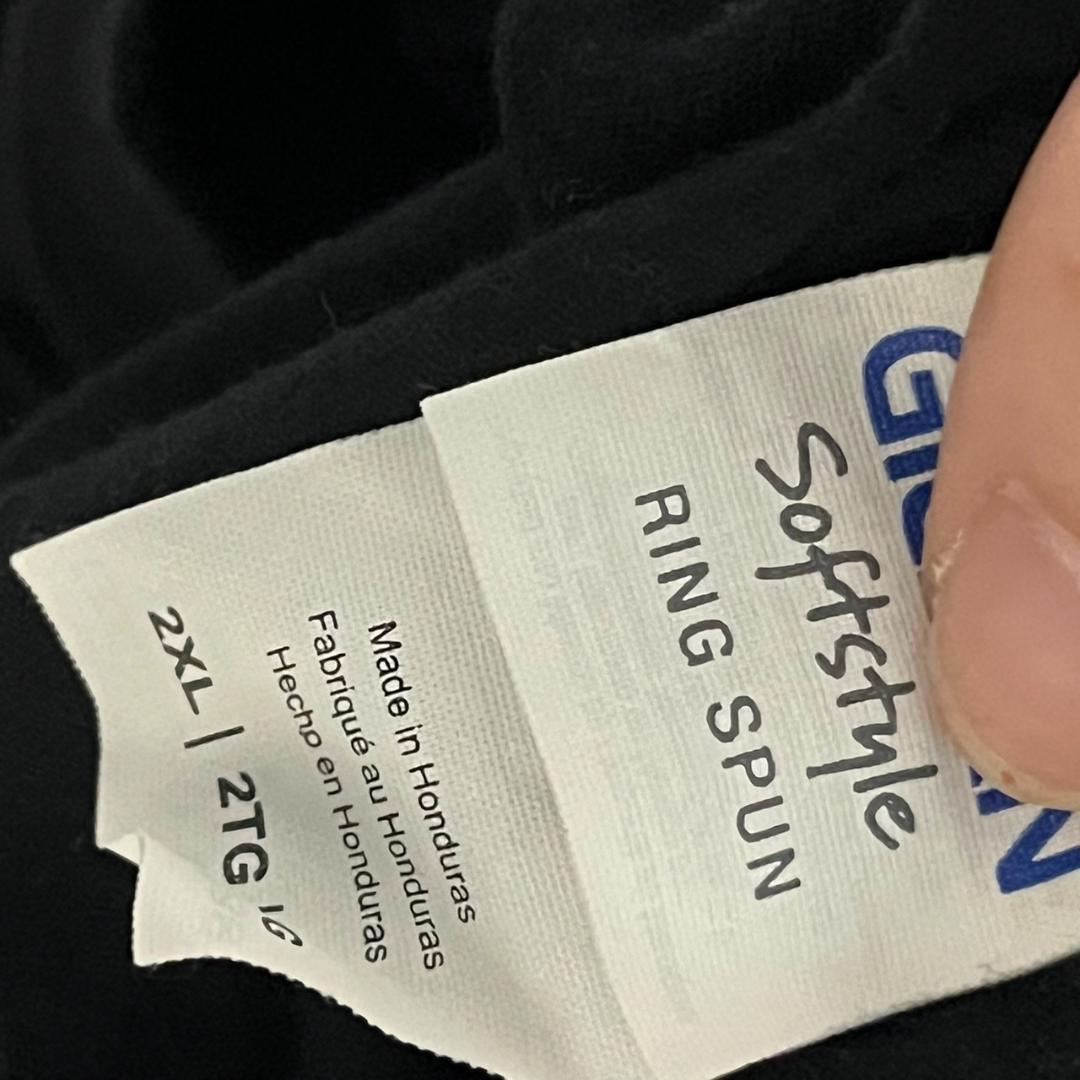 Softstyle
RING SPUN
Made in Honduras
Fabriqué au Honduras
Hecho en Honduras
2XL | 2TG